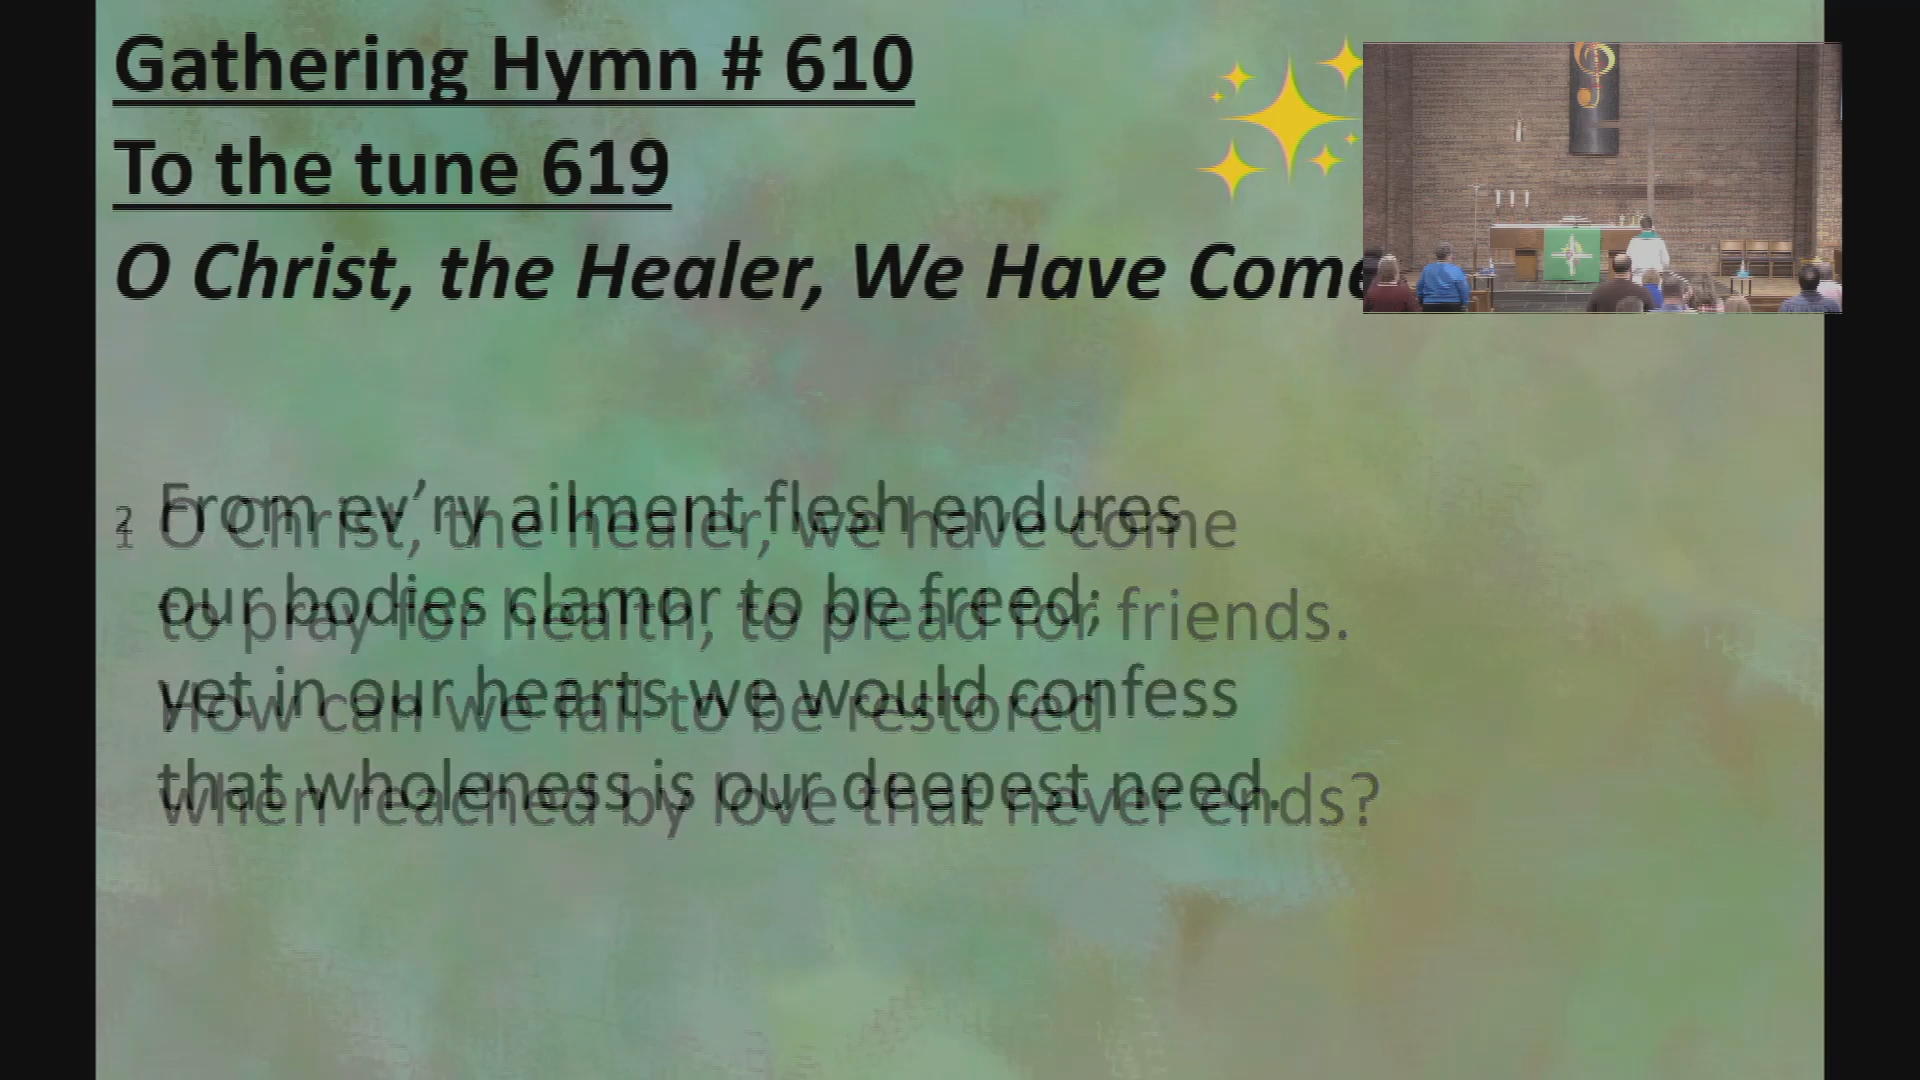 Gathering Hymn # 610
To the tune 619
O Christ, the Healer, We Have Come
2 From ev’ry ailment flesh endures
our bodies clamor to be freed;
yet in our hearts we would confess
that wholeness is our deepest need.
1 O Christ, the healer, we have come
to pray for health, to plead for friends.
How can we fail to be restored
when reached by love that never ends?